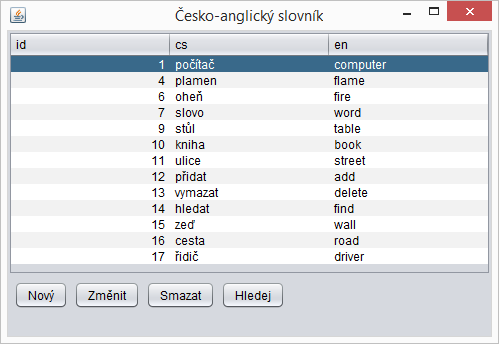 Česko-anglický slovník
id cs en
1 počítač computer
4 plamen flame
6 oheň fire
7 slovo word
9 stůl table
10 kniha book
11 ulice street
12 přidat add
13 vymazat delete
14 hledat find
15 zeď wall
16 cesta road
17 řidič driver
Nový Změnit Smazat Hledej